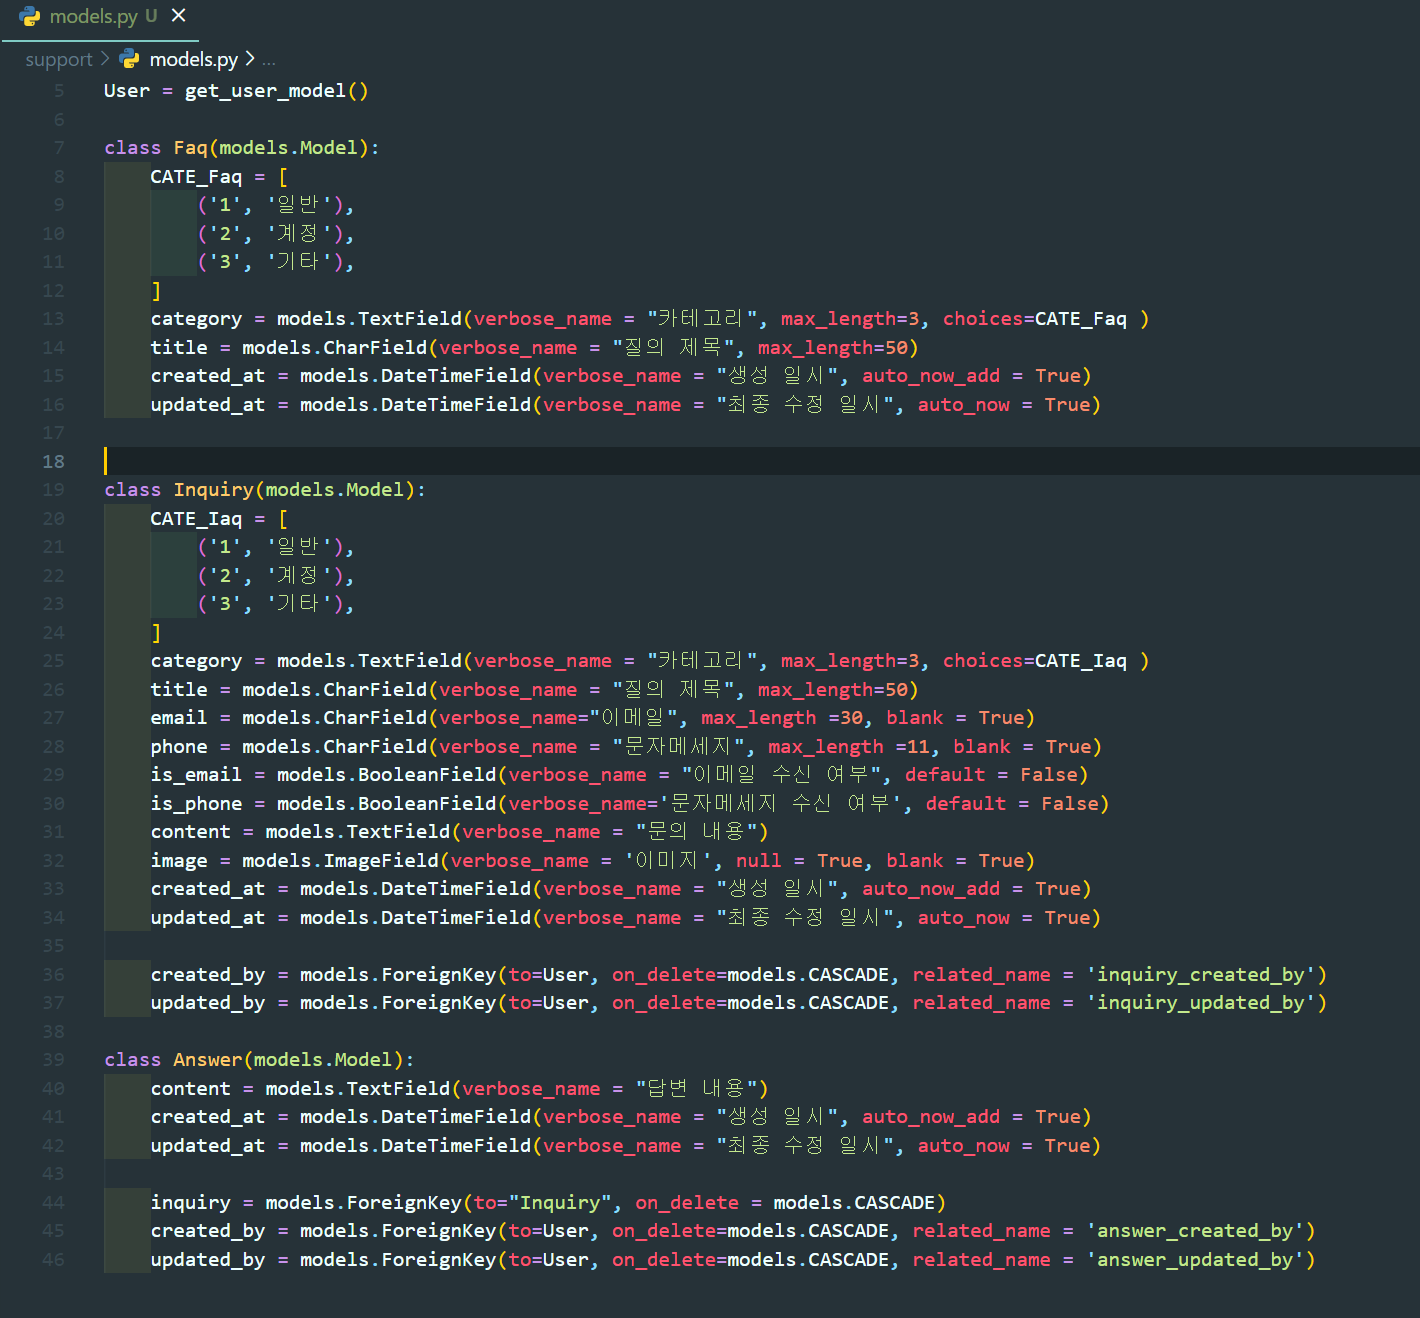 models.py U ×
support > models.py > ...
5 User = get_user_model()
6
7 class Faq(models.Model):
8     CATE_Faq = [
9         ('1', '일반'),
10         ('2', '계정'),
11         ('3', '기타'),
12     ]
13     category = models.TextField(verbose_name = "카테고리", max_length=3, choices=CATE_Faq )
14     title = models.CharField(verbose_name = "질의 제목", max_length=50)
15     created_at = models.DateTimeField(verbose_name = "생성 일시", auto_now_add = True)
16     updated_at = models.DateTimeField(verbose_name = "최종 수정 일시", auto_now = True)
17
18
19 class Inquiry(models.Model):
20     CATE_Iaq = [
21         ('1', '일반'),
22         ('2', '계정'),
23         ('3', '기타'),
24     ]
25     category = models.TextField(verbose_name = "카테고리", max_length=3, choices=CATE_Iaq )
26     title = models.CharField(verbose_name = "질의 제목", max_length=50)
27     email = models.CharField(verbose_name="이메일", max_length =30, blank = True)
28     phone = models.CharField(verbose_name = "문자메세지", max_length =11, blank = True)
29     is_email = models.BooleanField(verbose_name = "이메일 수신 여부", default = False)
30     is_phone = models.BooleanField(verbose_name='문자메세지 수신 여부', default = False)
31     content = models.TextField(verbose_name = "문의 내용")
32     image = models.ImageField(verbose_name = '이미지', null = True, blank = True)
33     created_at = models.DateTimeField(verbose_name = "생성 일시", auto_now_add = True)
34     updated_at = models.DateTimeField(verbose_name = "최종 수정 일시", auto_now = True)
35
36     created_by = models.ForeignKey(to=User, on_delete=models.CASCADE, related_name = 'inquiry_created_by')
37     updated_by = models.ForeignKey(to=User, on_delete=models.CASCADE, related_name = 'inquiry_updated_by')
38
39 class Answer(models.Model):
40     content = models.TextField(verbose_name = "답변 내용")
41     created_at = models.DateTimeField(verbose_name = "생성 일시", auto_now_add = True)
42     updated_at = models.DateTimeField(verbose_name = "최종 수정 일시", auto_now = True)
43
44     inquiry = models.ForeignKey(to="Inquiry", on_delete = models.CASCADE)
45     created_by = models.ForeignKey(to=User, on_delete=models.CASCADE, related_name = 'answer_created_by')
46     updated_by = models.ForeignKey(to=User, on_delete=models.CASCADE, related_name = 'answer_updated_by')